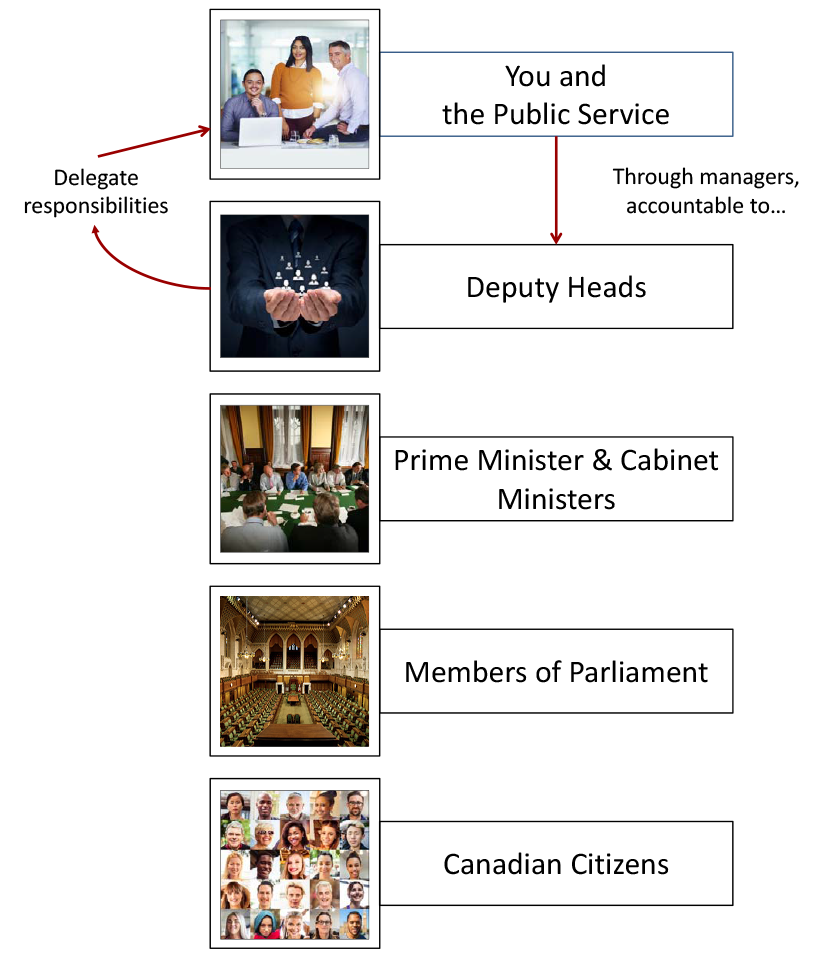 You and
the Public Service
Delegate
responsibilities
Through managers,
accountable to…
Deputy Heads
Prime Minister & Cabinet
Ministers
Members of Parliament
Canadian Citizens